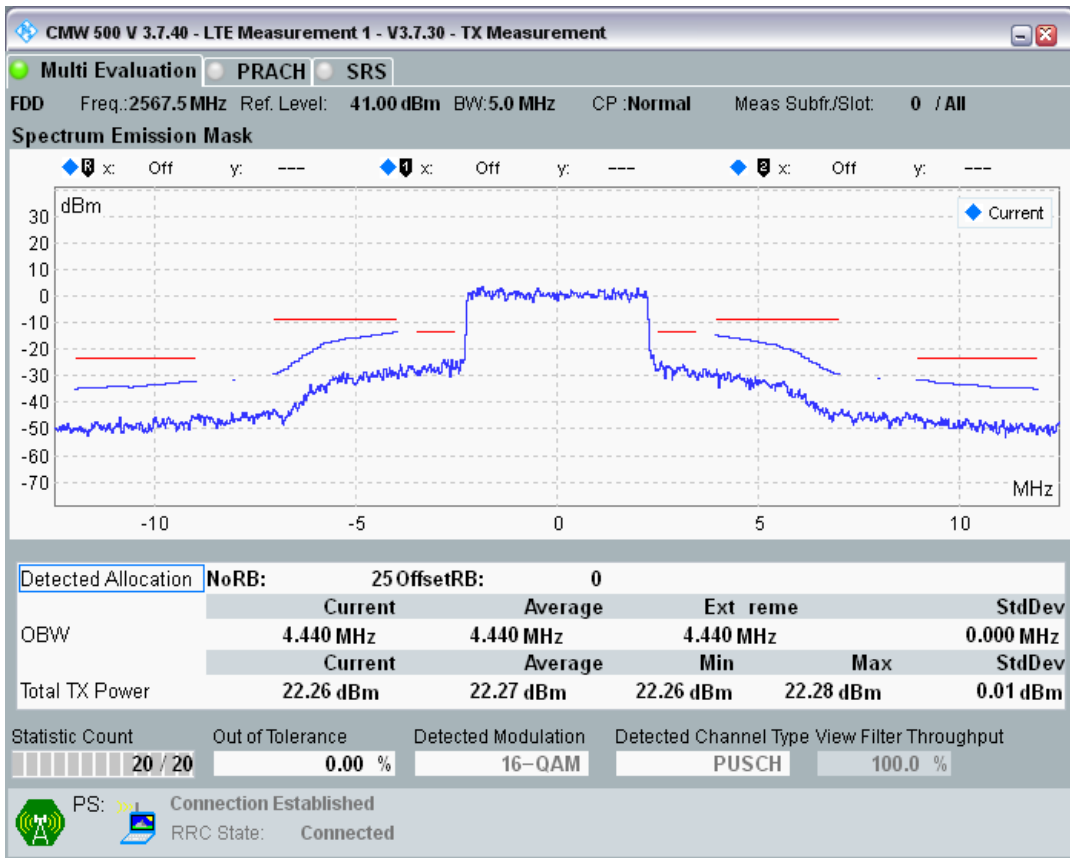 CMW 500 V 3.7.40 - LTE Measurement 1 - V3.7.30 - TX Measurement
Multi Evaluation PRACH SRS
FDD Freq.:2567.5 MHz Ref. Level: 41.00 dBm BW:5.0 MHz CP :Normal Meas Subfr./Slot: 0 / All
Spectrum Emission Mask
R x: Off y: --- 1 x: Off y: --- 2 x: Off y: ---
dBm
Current
30
20
10
0
-10
-20
-30
-40
-50
-60
-70
MHz
-10 -5 0 5 10
Detected Allocation NoRB: 25 OffsetRB: 0
Current Average Ext reme StdDev
OBW 4.440 MHz 4.440 MHz 4.440 MHz 0.000 MHz
Current Average Min Max StdDev
Total TX Power 22.26 dBm 22.27 dBm 22.26 dBm 22.28 dBm 0.01 dBm
Statistic Count Out of Tolerance Detected Modulation Detected Channel Type View Filter Throughput
20 / 20 0.00 % 16-QAM PUSCH 100.0 %
PS: Connection Established
RRC State: Connected